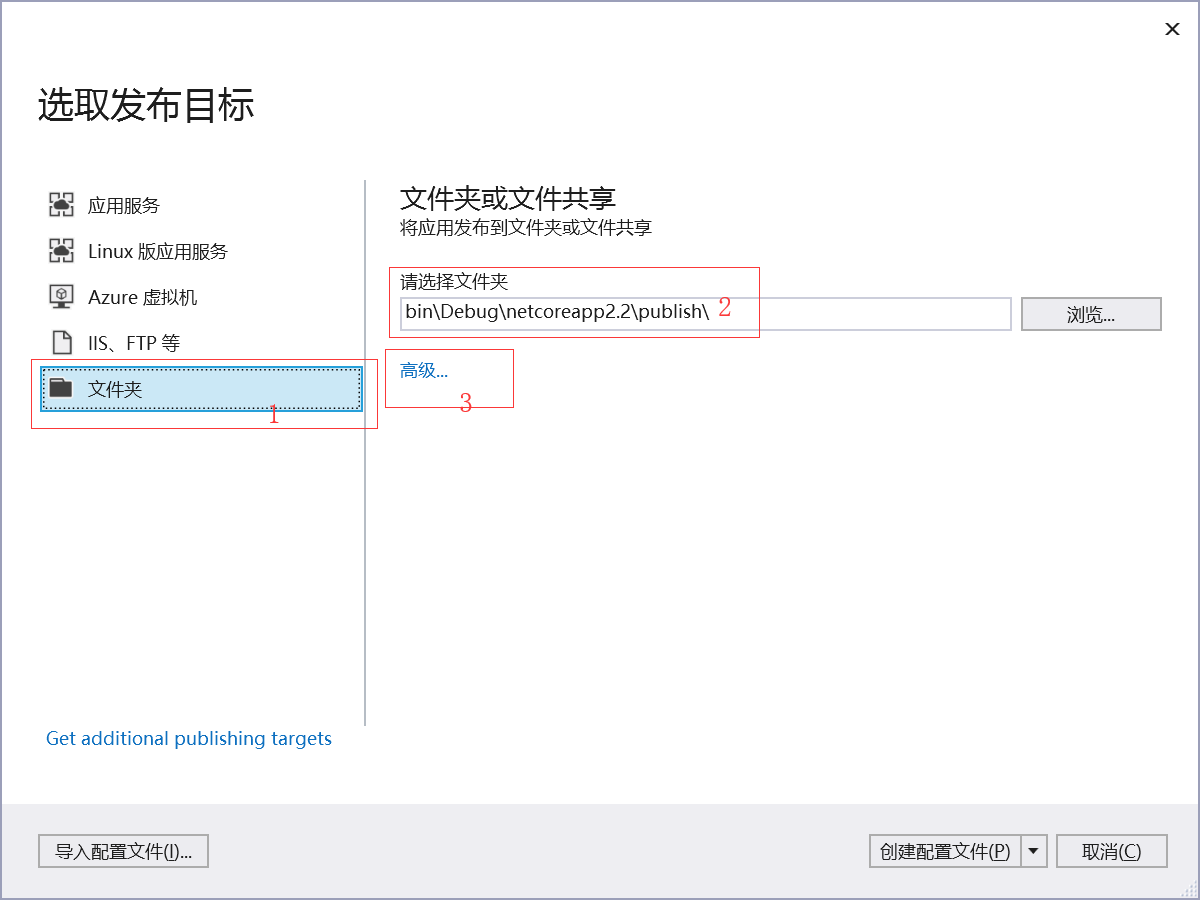 选取发布目标
应用服务
Linux 版应用服务
Azure 虚拟机
IIS、FTP 等
文件夹
1
文件夹或文件共享
将应用发布到文件夹或文件共享
请选择文件夹
bin\Debug\netcoreapp2.2\publish\ 2
浏览...
高级...
3
Get additional publishing targets
导入配置文件(I)...
创建配置文件(P)
取消(C)